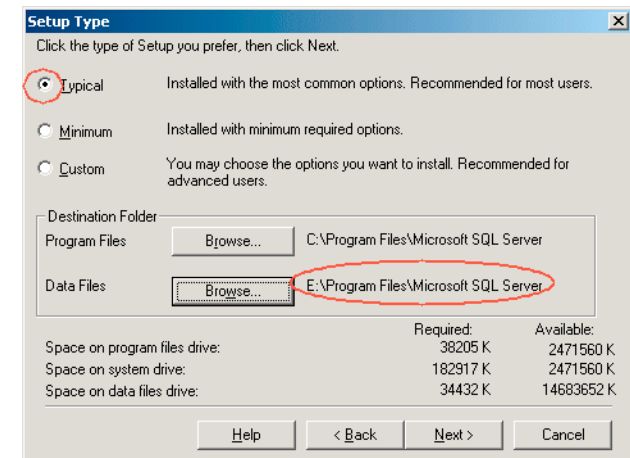 Setup Type
Click the type of Setup you prefer, then click Next.
Typical Installed with the most common options. Recommended for most users.
Minimum Installed with minimum required options.
Custom You may choose the options you want to install. Recommended for
advanced users.
Destination Folder
Program Files Browse... C:\Program Files\Microsoft SQL Server
Data Files Browse... E:\Program Files\Microsoft SQL Server
Required: Available:
Space on program files drive: 38205 K 2471560 K
Space on system drive: 182917 K 2471560 K
Space on data files drive: 34432 K 14683652 K
Help < Back Next > Cancel